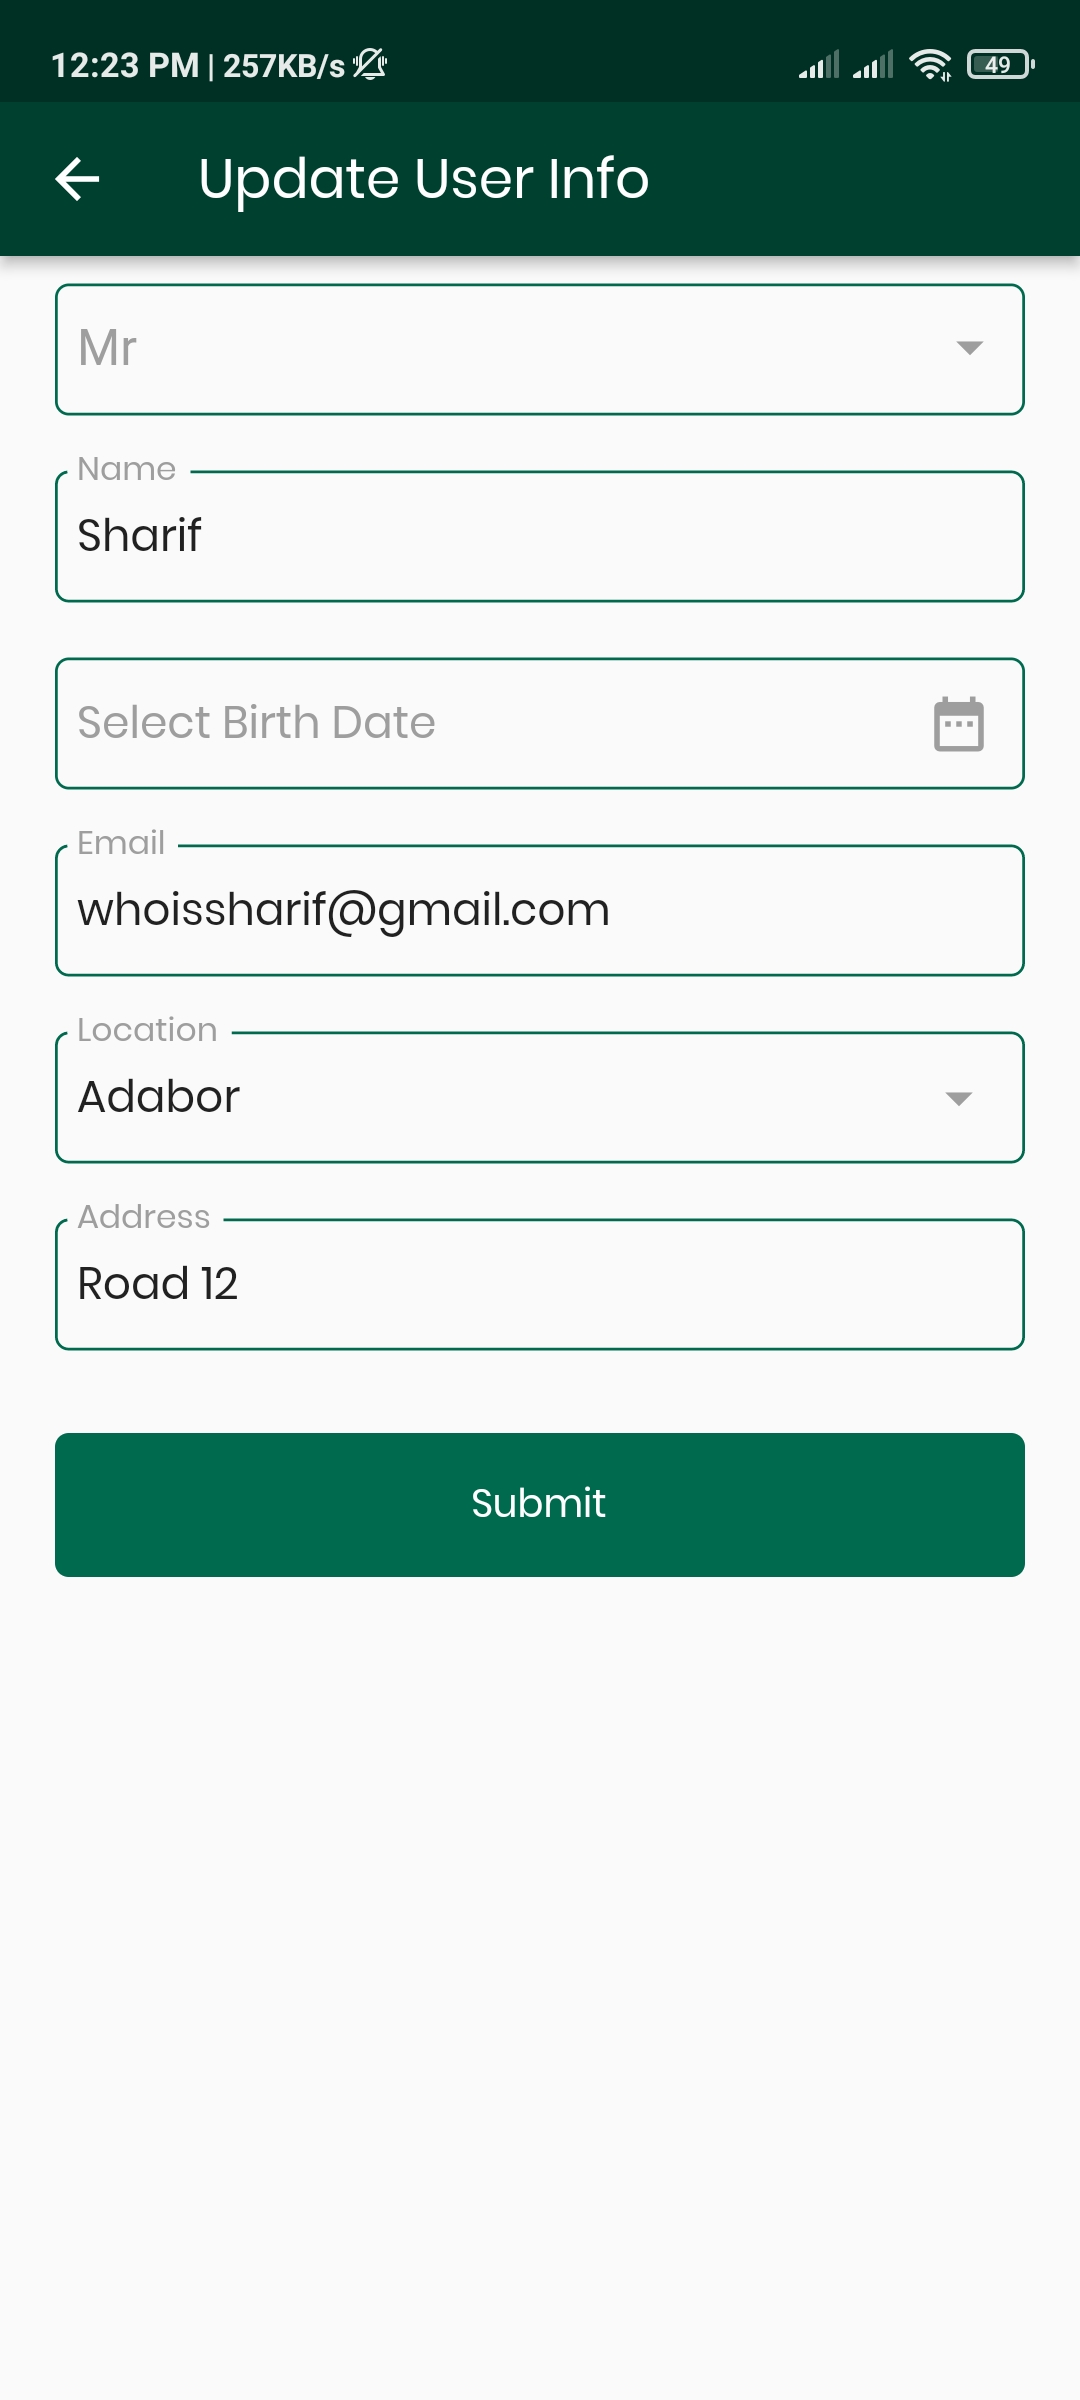 12:23 PM | 257KB/s 49
Update User Info
Mr
Name
Sharif
Select Birth Date
Email
whoissharif@gmail.com
Location
Adabor
Address
Road 12
Submit